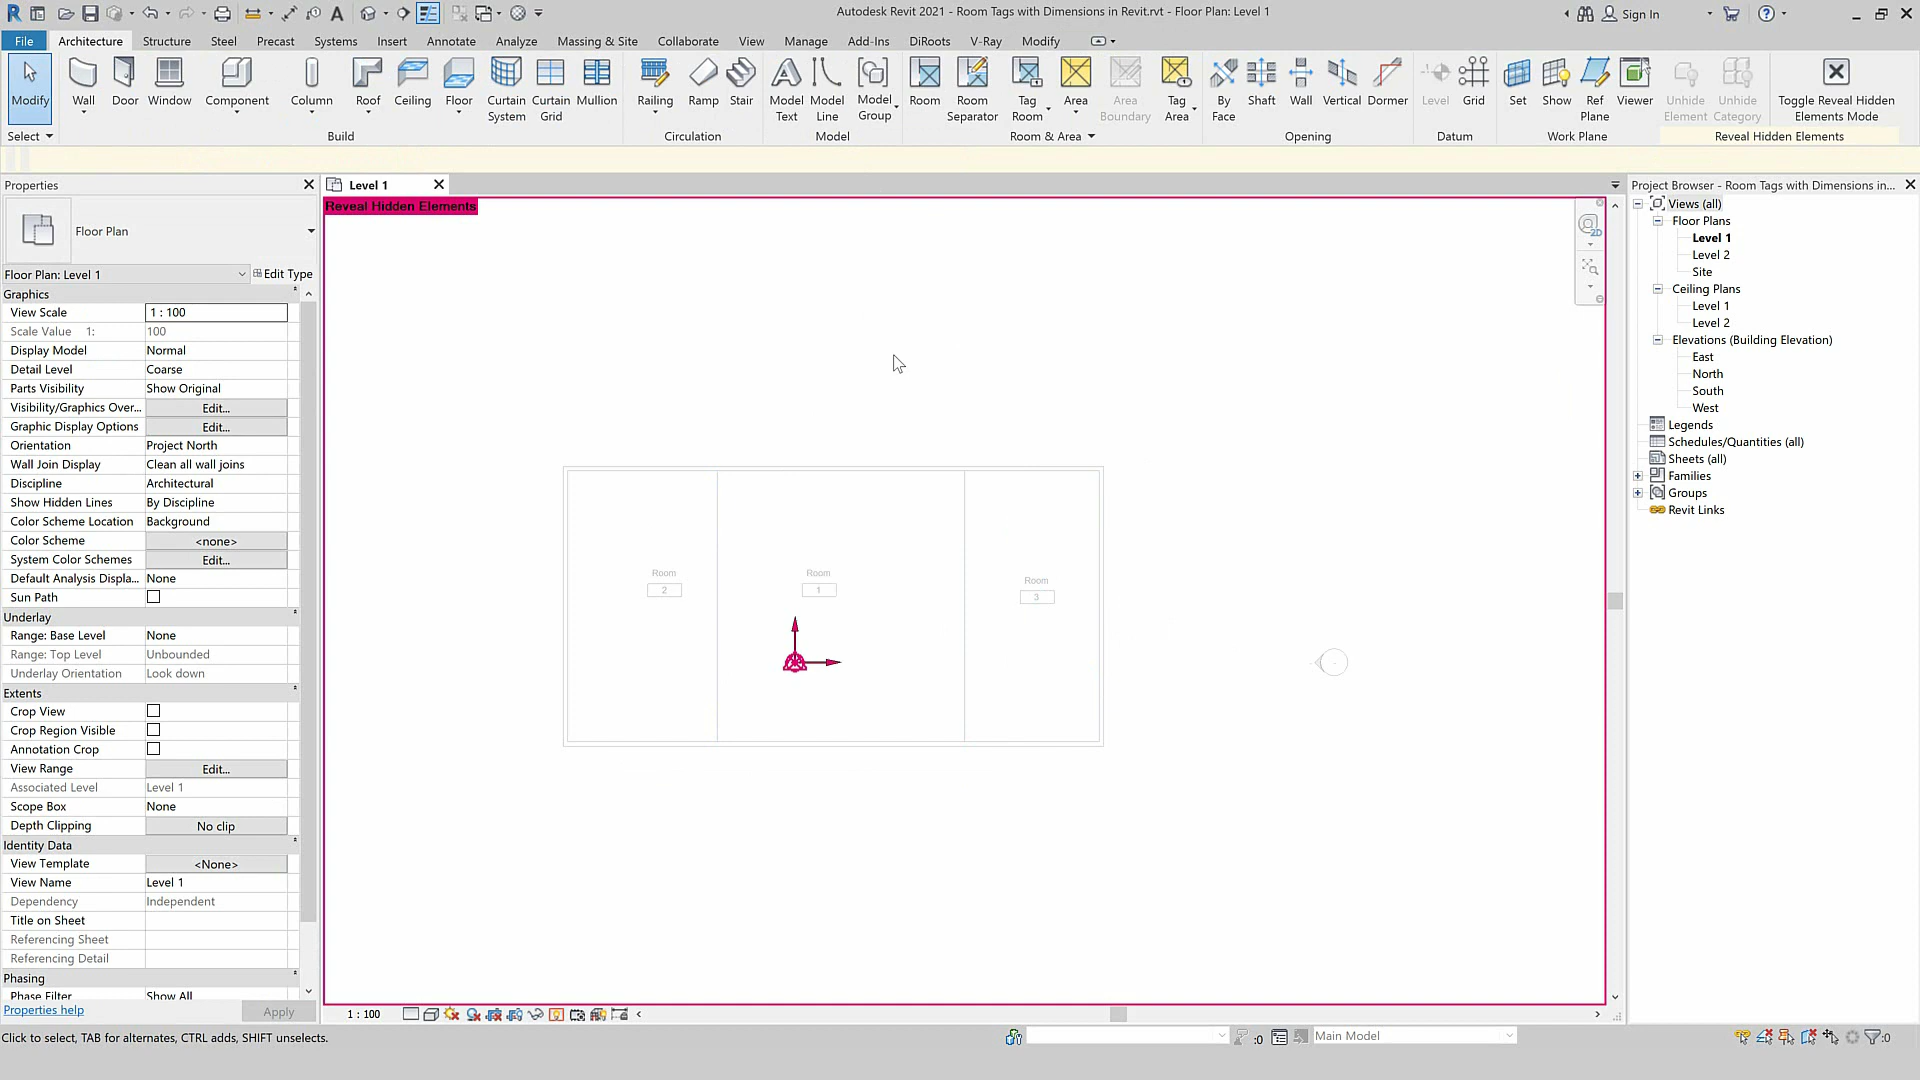 Autodesk Revit 2021 - Room Tags with Dimensions in Revit.rvt - Floor Plan: Level 1
Sign In
File
Architecture
Structure
Steel
Precast
Systems
Insert
Annotate
Analyze
Massing & Site
Collaborate
View
Manage
Add-Ins
DiRoots
V-Ray
Modify
Modify
Wall
Door
Window
Component
Column
Roof
Ceiling
Floor
Curtain System
Curtain Grid
Mullion
Railing
Ramp
Stair
Model Text
Model Line
Model Group
Room
Room Separator
Tag Room
Area
Area Boundary
Tag Area
By Face
Shaft
Wall
Vertical
Dormer
Level
Grid
Set
Show
Ref Plane
Viewer
Unhide Element
Unhide Category
Toggle Reveal Hidden Elements Mode
Select
Build
Circulation
Model
Room & Area
Opening
Datum
Work Plane
Reveal Hidden Elements
Properties
Floor Plan
Floor Plan: Level 1
Edit Type
Graphics
View Scale 1 : 100
Scale Value 1: 100
Display Model Normal
Detail Level Coarse
Parts Visibility Show Original
Visibility/Graphics Over... Edit...
Graphic Display Options Edit...
Orientation Project North
Wall Join Display Clean all wall joins
Discipline Architectural
Show Hidden Lines By Discipline
Color Scheme Location Background
Color Scheme <none>
System Color Schemes Edit...
Default Analysis Displa... None
Sun Path
Underlay
Range: Base Level None
Range: Top Level Unbounded
Underlay Orientation Look down
Extents
Crop View
Crop Region Visible
Annotation Crop
View Range Edit...
Associated Level Level 1
Scope Box None
Depth Clipping No clip
Identity Data
View Template <None>
View Name Level 1
Dependency Independent
Title on Sheet
Referencing Sheet
Referencing Detail
Phasing
Phase Filter Show All
Properties help
Apply
Level 1
Reveal Hidden Elements
2D
Room
2
Room
1
Room
3
1 : 100
Project Browser - Room Tags with Dimensions in...
Views (all)
Floor Plans
Level 1
Level 2
Site
Ceiling Plans
Level 1
Level 2
Elevations (Building Elevation)
East
North
South
West
Legends
Schedules/Quantities (all)
Sheets (all)
Families
Groups
Revit Links
Click to select, TAB for alternates, CTRL adds, SHIFT unselects.
:0
Main Model
:0